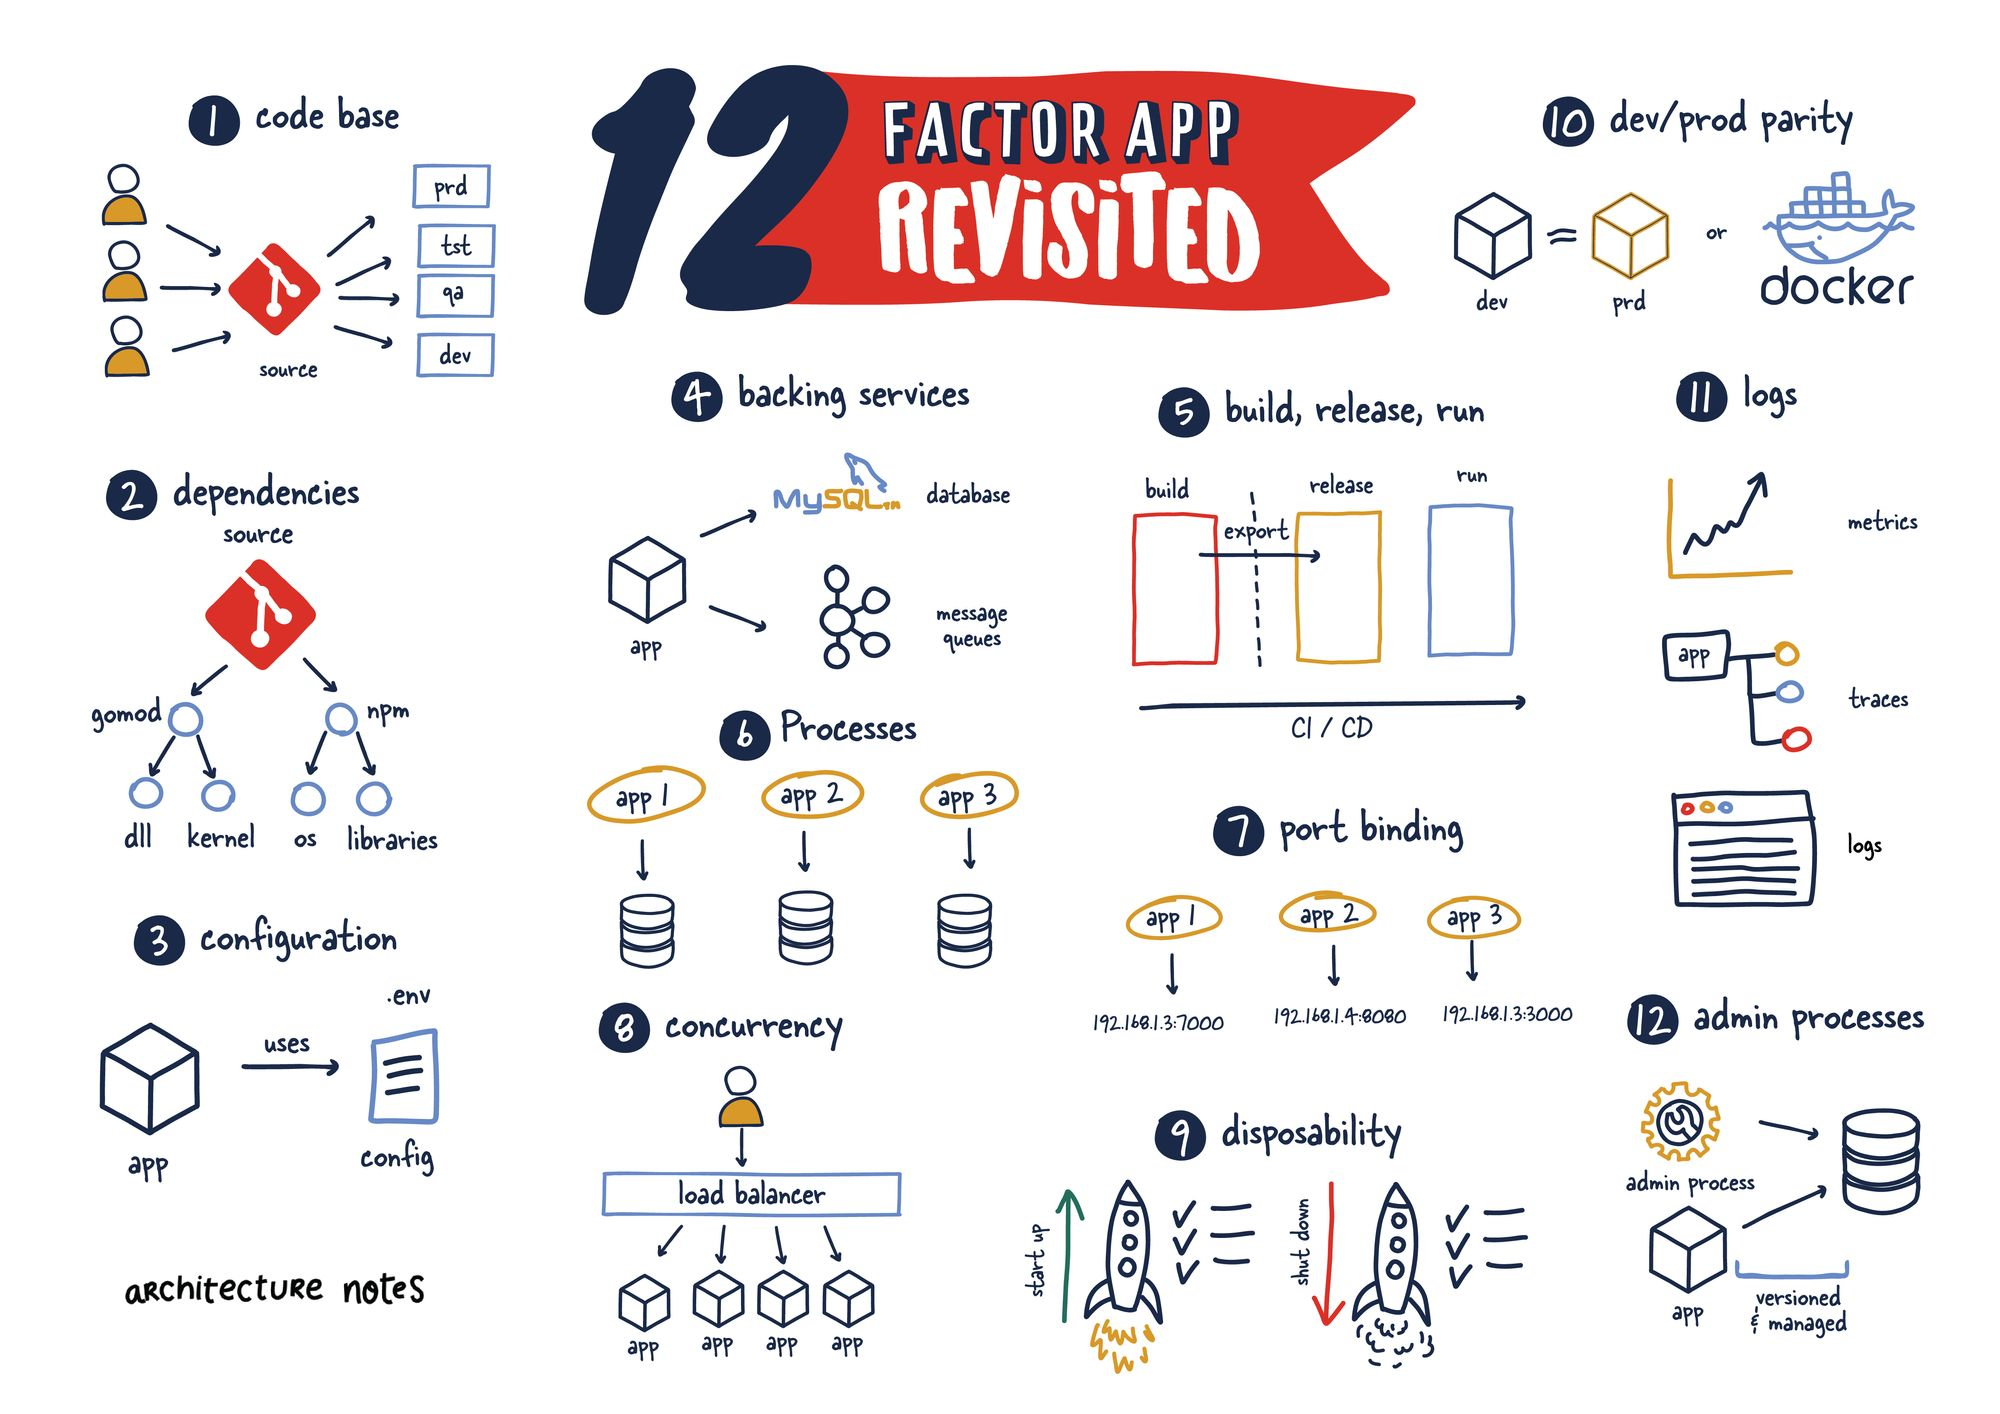 12
FACTOR APP
REVISITED
1 code base
prd
tst
qa
dev
source
2 dependencies
source
gomod
npm
dll
kernel
os
libraries
3 configuration
.env
uses
app
config
architecture notes
4 backing services
MySQL™
database
app
message
queues
5 build, release, run
build
release
run
export
CI / CD
6 Processes
app 1
app 2
app 3
7 port binding
app 1
app 2
app 3
192.168.1.3:7000
192.168.1.4:8080
192.168.1.3:3000
8 concurrency
load balancer
app
app
app
app
9 disposability
start up
shut down
10 dev/prod parity
dev
prd
or
docker
11 logs
metrics
app
traces
logs
12 admin processes
admin process
app
versioned
& managed